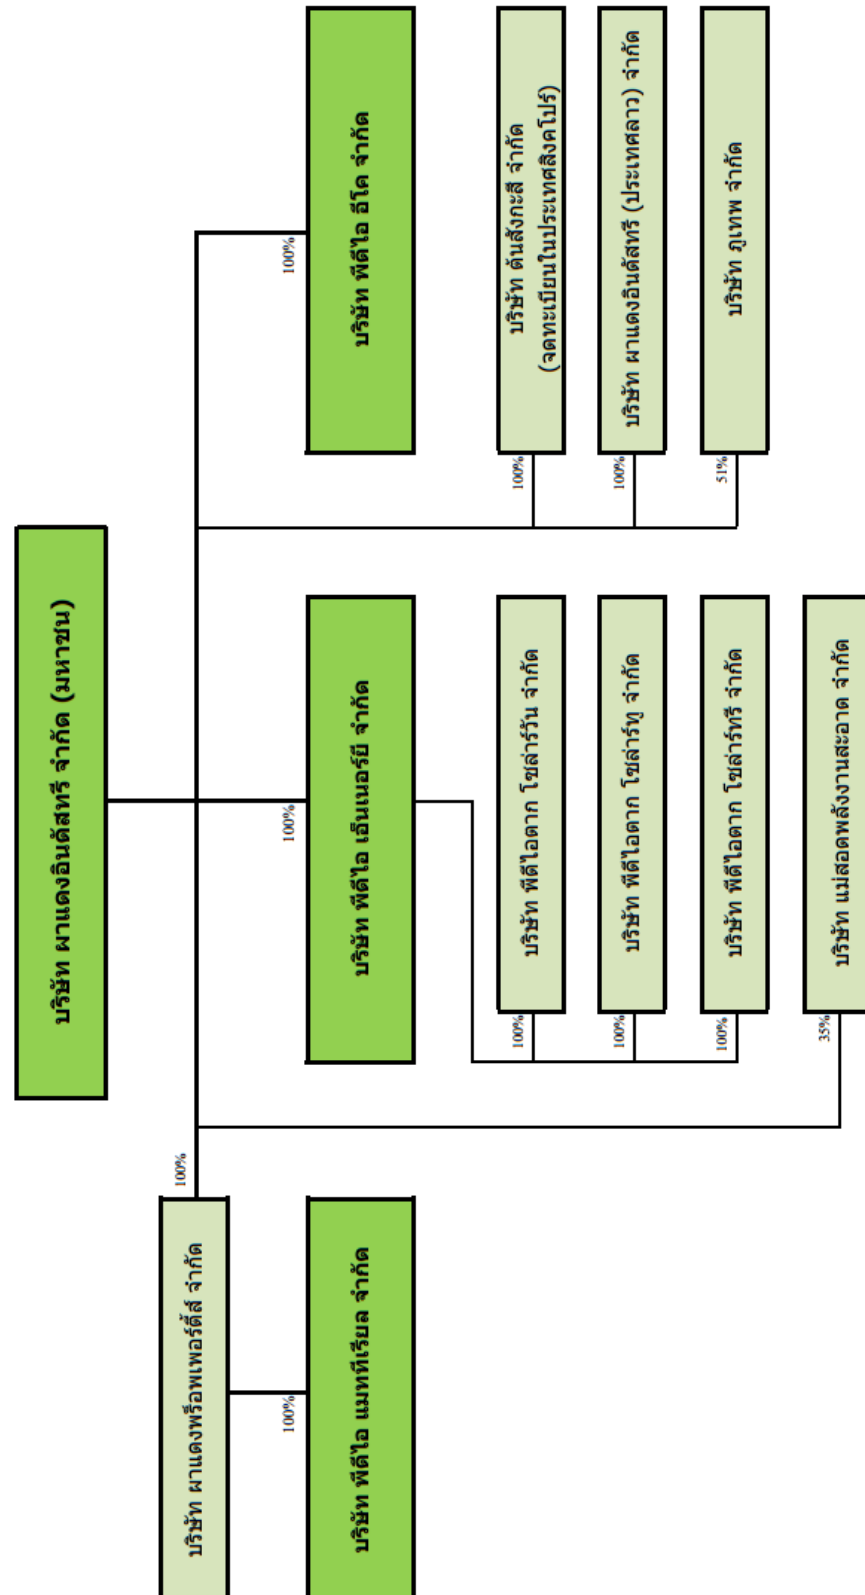 บริษัท ผาแดงอินดัสทรี จำกัด (มหาชน)
100%
บริษัท ผาแดงพร็อพเพอร์ตี้ส์ จำกัด
100%
บริษัท พีดีไอ แมททีเรียล จำกัด
100%
บริษัท พีดีไอ เอ็นเนอร์ยี จำกัด
100%
บริษัท พีดีไอ อีโค จำกัด
100%
บริษัท พีดีไอตาก โซล่าร์วัน จำกัด
100%
บริษัท พีดีไอตาก โซล่าร์ทู จำกัด
100%
บริษัท พีดีไอตาก โซล่าร์ทรี จำกัด
35%
บริษัท แม่สอดพลังงานสะอาด จำกัด
100%
บริษัท ตันสังกะสี จำกัด
(จดทะเบียนในประเทศสิงคโปร์)
100%
บริษัท ผาแดงอินดัสทรี (ประเทศลาว) จำกัด
51%
บริษัท ภูเทพ จำกัด